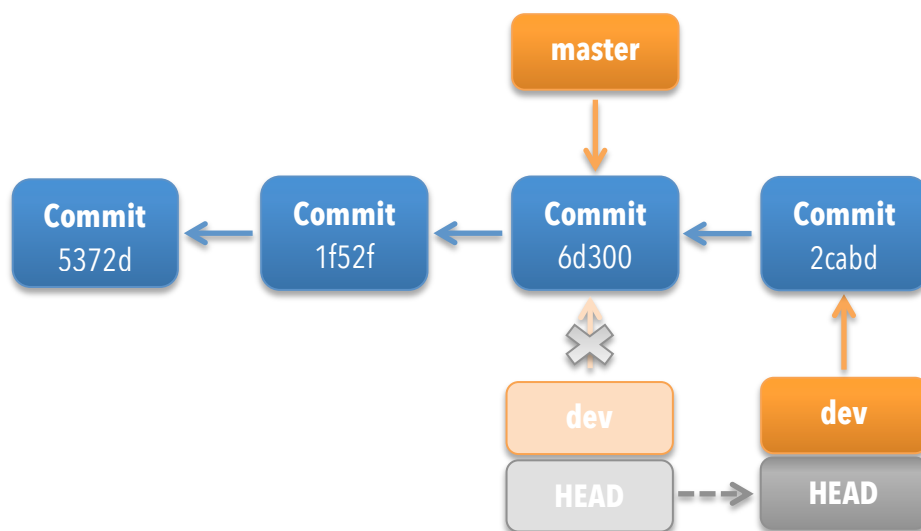 master
Commit
5372d
Commit
1f52f
Commit
6d300
Commit
2cabd
dev
HEAD
dev
HEAD